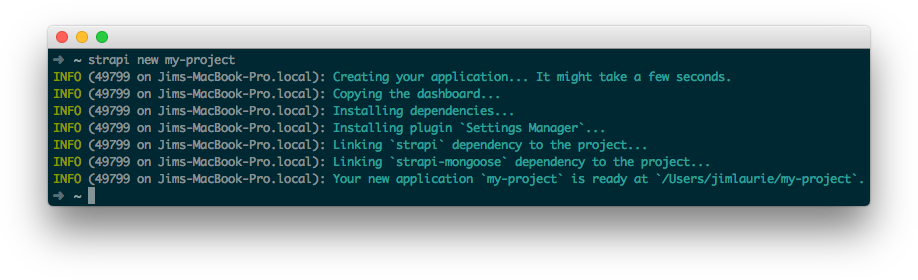 ➜ ~ strapi new my-project
INFO (49799 on Jims-MacBook-Pro.local): Creating your application... It might take a few seconds.
INFO (49799 on Jims-MacBook-Pro.local): Copying the dashboard...
INFO (49799 on Jims-MacBook-Pro.local): Installing dependencies...
INFO (49799 on Jims-MacBook-Pro.local): Installing plugin `Settings Manager`...
INFO (49799 on Jims-MacBook-Pro.local): Linking `strapi` dependency to the project...
INFO (49799 on Jims-MacBook-Pro.local): Linking `strapi-mongoose` dependency to the project...
INFO (49799 on Jims-MacBook-Pro.local): Your new application `my-project` is ready at `/Users/jimlaurie/my-project`.
➜ ~